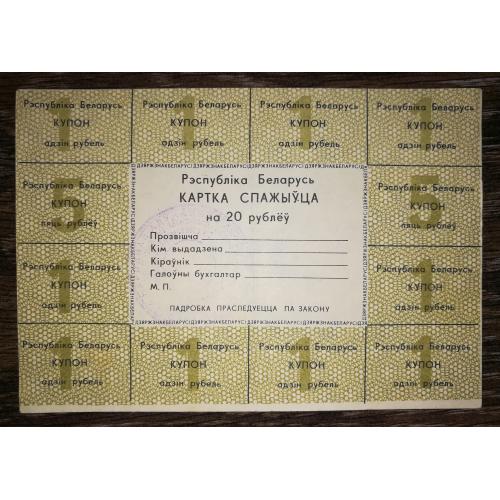 Рэспубліка Беларусь
КУПОН
адзін рубель
Рэспубліка Беларусь
КУПОН
адзін рубель
Рэспубліка Беларусь
КУПОН
адзін рубель
Рэспубліка Беларусь
КУПОН
адзін рубель
Рэспубліка Беларусь
КУПОН
пяць рублёў
Рэспубліка Беларусь
КАРТКА СПАЖЫЎЦА
на 20 рублёў
Прозвішча
Кім выдадзена
Кіраўнік
Галоўны бухгалтар
М. П.
ПАДРОБКА ПРАСЛЕДУЕЦЦА ПА ЗАКОНУ
Рэспубліка Беларусь
КУПОН
пяць рублёў
Рэспубліка Беларусь
КУПОН
адзін рубель
Рэспубліка Беларусь
КУПОН
адзін рубель
Рэспубліка Беларусь
КУПОН
адзін рубель
Рэспубліка Беларусь
КУПОН
адзін рубель
Рэспубліка Беларусь
КУПОН
адзін рубель
Рэспубліка Беларусь
КУПОН
адзін рубель